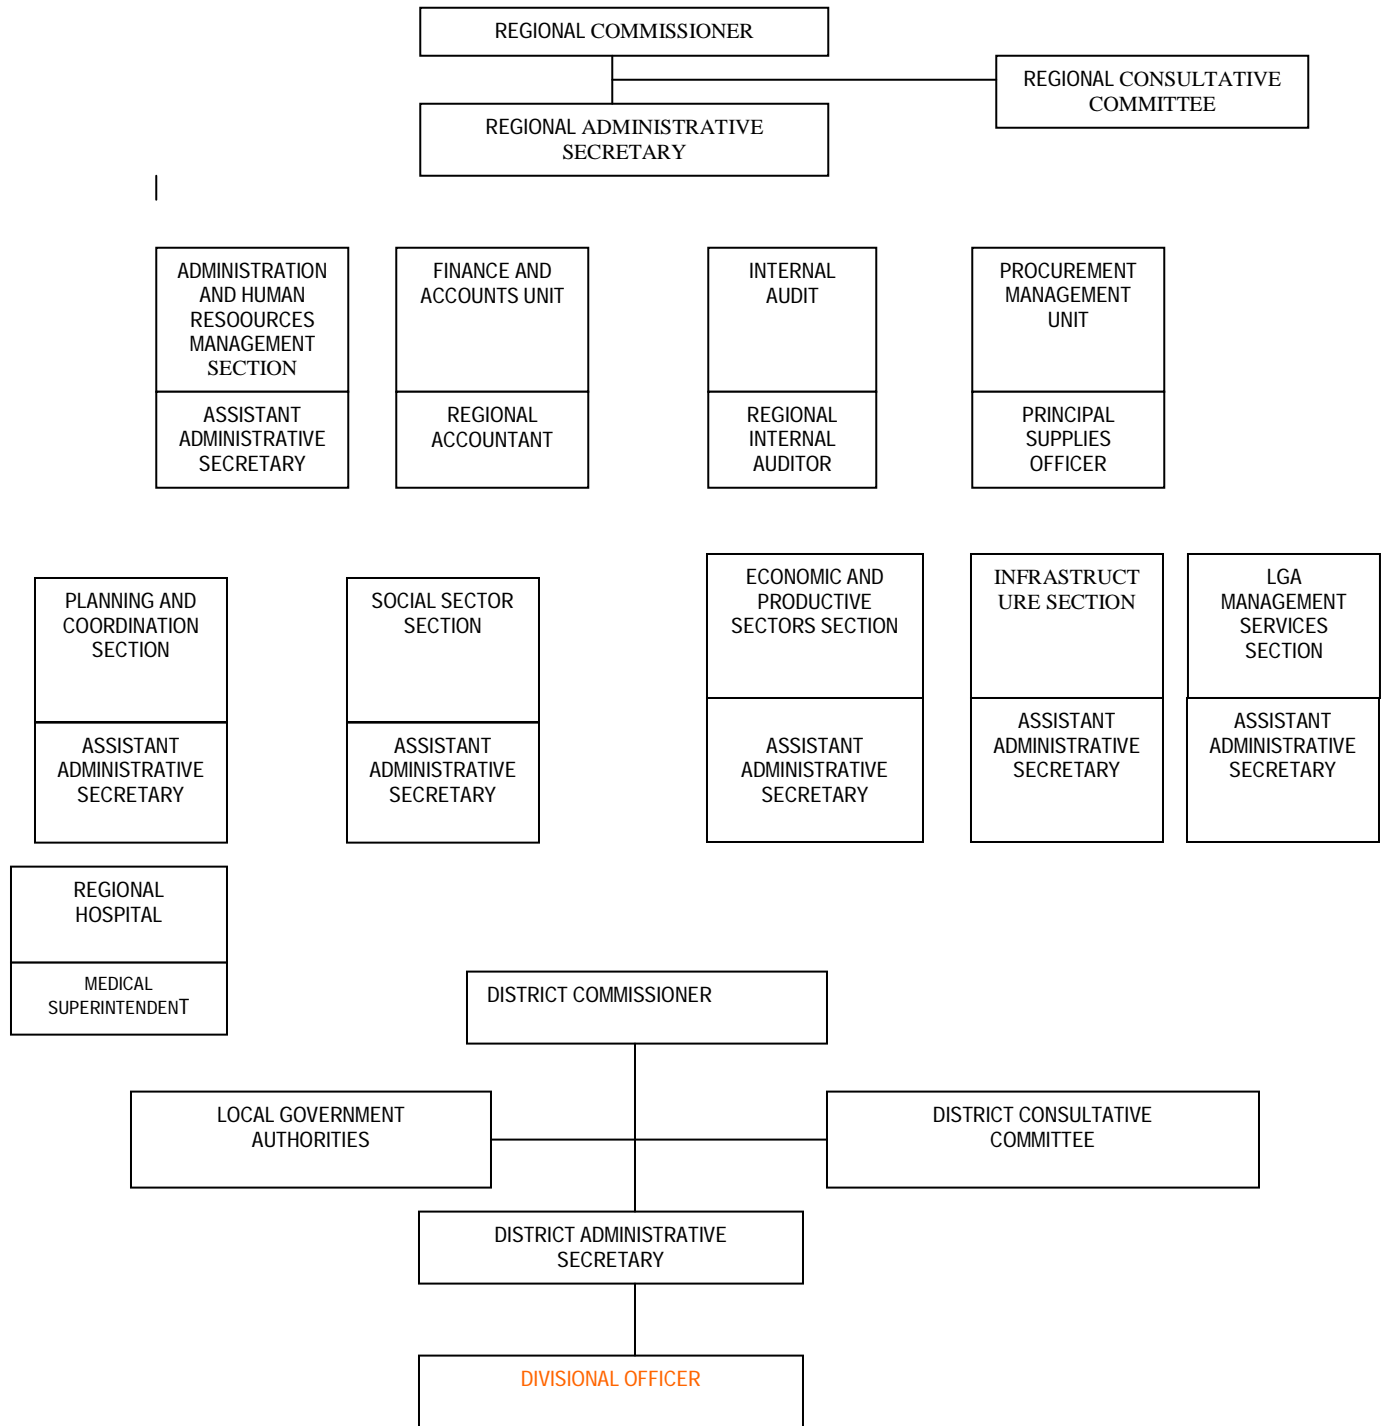 REGIONAL COMMISSIONER
REGIONAL CONSULTATIVE
COMMITTEE
REGIONAL ADMINISTRATIVE
SECRETARY
ADMINISTRATION
AND HUMAN
RESOOURCES
MANAGEMENT
SECTION
ASSISTANT
ADMINISTRATIVE
SECRETARY
FINANCE AND
ACCOUNTS UNIT
REGIONAL
ACCOUNTANT
INTERNAL
AUDIT
REGIONAL
INTERNAL
AUDITOR
PROCUREMENT
MANAGEMENT
UNIT
PRINCIPAL
SUPPLIES
OFFICER
PLANNING AND
COORDINATION
SECTION
ASSISTANT
ADMINISTRATIVE
SECRETARY
SOCIAL SECTOR
SECTION
ASSISTANT
ADMINISTRATIVE
SECRETARY
ECONOMIC AND
PRODUCTIVE
SECTORS SECTION
ASSISTANT
ADMINISTRATIVE
SECRETARY
INFRASTRUCT
URE SECTION
ASSISTANT
ADMINISTRATIVE
SECRETARY
LGA
MANAGEMENT
SERVICES
SECTION
ASSISTANT
ADMINISTRATIVE
SECRETARY
REGIONAL
HOSPITAL
MEDICAL
SUPERINTENDENT
DISTRICT COMMISSIONER
LOCAL GOVERNMENT
AUTHORITIES
DISTRICT CONSULTATIVE
COMMITTEE
DISTRICT ADMINISTRATIVE
SECRETARY
DIVISIONAL OFFICER